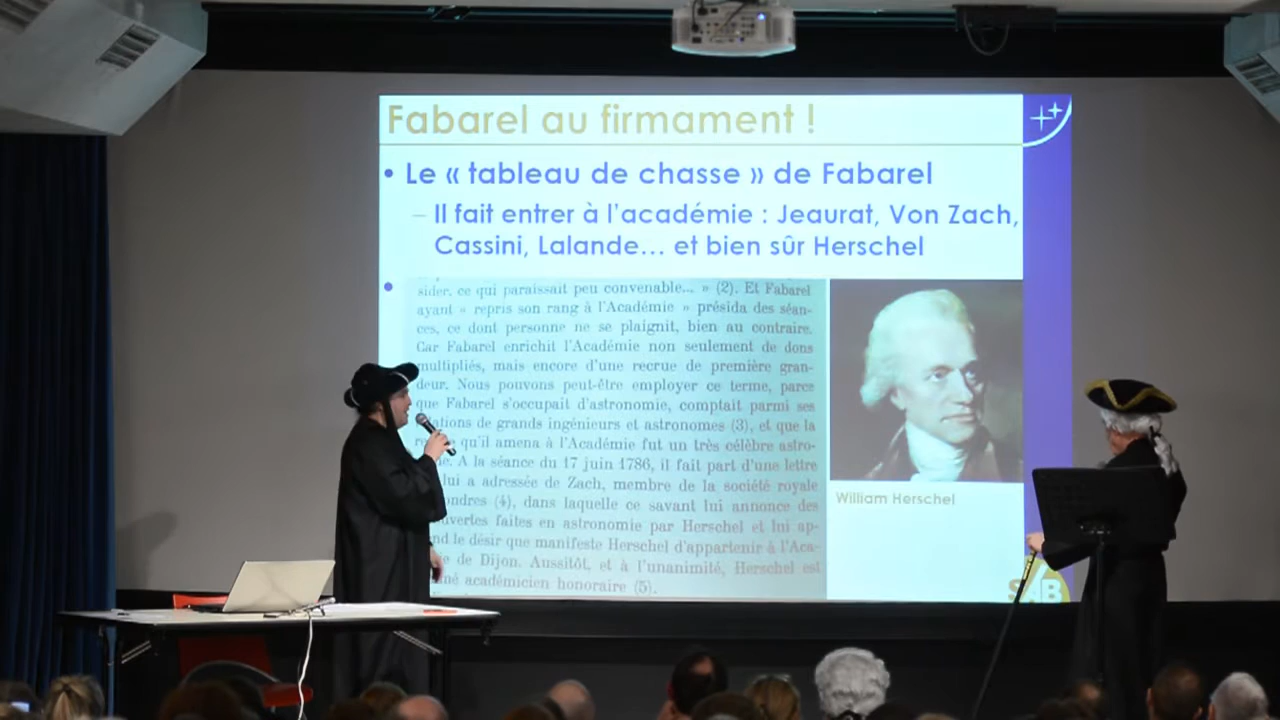 Fabarel au firmament !
• Le « tableau de chasse » de Fabarel
– Il fait entrer à l'académie : Jeaurat, Von Zach,
Cassini, Lalande... et bien sûr Herschel
sider, ce qui paraissait peu convenable... » (2). Et Fabarel
ayant « repris son rang à l'Académie » présida des séan-
ces, ce dont personne ne se plaignit, bien au contraire.
Car Fabarel enrichit l'Académie non seulement de dons
multipliés, mais encore d'une recrue de première gran-
deur. Nous pouvons peut-être employer ce terme, parce
que Fabarel s'occupait d'astronomie, comptait parmi ses
ations de grands ingénieurs et astronomes (3), et que la
qu'il amena à l'Académie fut un très célèbre astro-
e. A la séance du 17 juin 1786, il fait part d'une lettre
lui a adressée de Zach, membre de la société royale
ondres (4), dans laquelle ce savant lui annonce des
uvertes faites en astronomie par Herschel et lui ap-
nd le désir que manifeste Herschel d'appartenir à l'Aca-
e de Dijon. Aussitôt, et à l'unanimité, Herschel est
mé académicien honoraire (5).
William Herschel
SAB